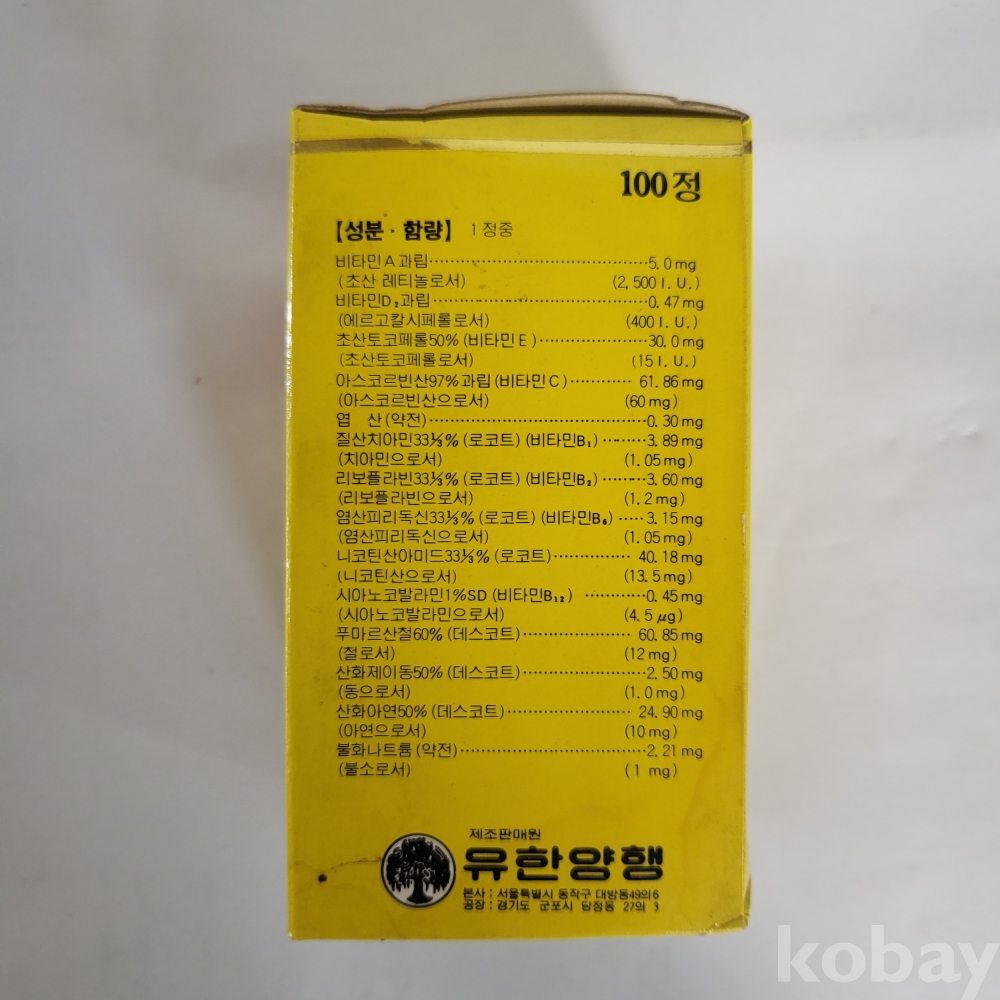 100정
【성분·함량】 1정중
비타민A과립…………………………5.0mg
(초산 레티놀로서) (2,500 I.U.)
비타민D₂과립…………………………0.47mg
(에르고칼시페롤로서) (400 I.U.)
초산토코페롤50% (비타민E)……………30.0mg
(초산토코페롤로서) (15 I.U.)
아스코르빈산97%과립(비타민C)………… 61.86mg
(아스코르빈산으로서) (60mg)
엽 산(약전)…………………………0.30mg
질산치아민33⅓%(로코트)(비타민B₁)………3.89mg
(치아민으로서) (1.05mg)
리보플라빈33⅓%(로코트)(비타민B₂)………3.60mg
(리보플라빈으로서) (1.2mg)
염산피리독신33⅓%(로코트)(비타민B₆)……3.15mg
(염산피리독신으로서) (1.05mg)
니코틴산아미드33⅓%(로코트)…………… 40.18mg
(니코틴산으로서) (13.5mg)
시아노코발라민1%SD(비타민B₁₂) …………0.45mg
(시아노코발라민으로서) (4.5μg)
푸마르산철60%(데스코트)……………… 60.85mg
(철로서) (12mg)
산화제이동50%(데스코트)………………2.50mg
(동으로서) (1.0mg)
산화아연50%(데스코트)……………… 24.90mg
(아연으로서) (10mg)
불화나트륨(약전)………………………2.21mg
(불소로서) (1 mg)
제조판매원
유한양행
본사 : 서울특별시 동작구 대방동49의6
공장 : 경기도 군포시 당정동 27의 3
kobay